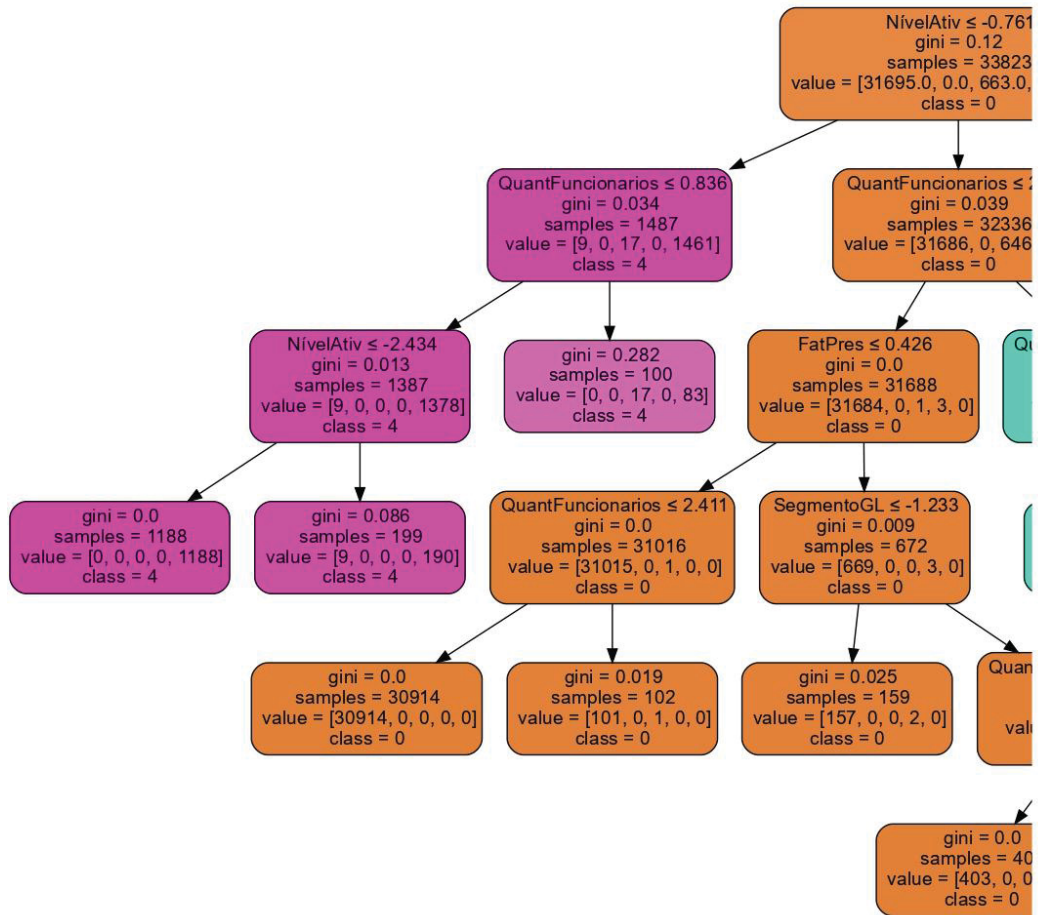 NívelAtiv ≤ -0.761
gini = 0.12
samples = 33823
value = [31695.0, 0.0, 663.0,
class = 0
QuantFuncionarios ≤ 0.836
gini = 0.034
samples = 1487
value = [9, 0, 17, 0, 1461]
class = 4
QuantFuncionarios ≤
gini = 0.039
samples = 32336
value = [31686, 0, 646
class = 0
NívelAtiv ≤ -2.434
gini = 0.013
samples = 1387
value = [9, 0, 0, 0, 1378]
class = 4
gini = 0.282
samples = 100
value = [0, 0, 17, 0, 83]
class = 4
FatPres ≤ 0.426
gini = 0.0
samples = 31688
value = [31684, 0, 1, 3, 0]
class = 0
gini = 0.0
samples = 1188
value = [0, 0, 0, 0, 1188]
class = 4
gini = 0.086
samples = 199
value = [9, 0, 0, 0, 190]
class = 4
QuantFuncionarios ≤ 2.411
gini = 0.0
samples = 31016
value = [31015, 0, 1, 0, 0]
class = 0
SegmentoGL ≤ -1.233
gini = 0.009
samples = 672
value = [669, 0, 0, 3, 0]
class = 0
gini = 0.0
samples = 30914
value = [30914, 0, 0, 0, 0]
class = 0
gini = 0.019
samples = 102
value = [101, 0, 1, 0, 0]
class = 0
gini = 0.025
samples = 159
value = [157, 0, 0, 2, 0]
class = 0
Quan
gini = 0.0
samples = 40
value = [403, 0, 0
class = 0